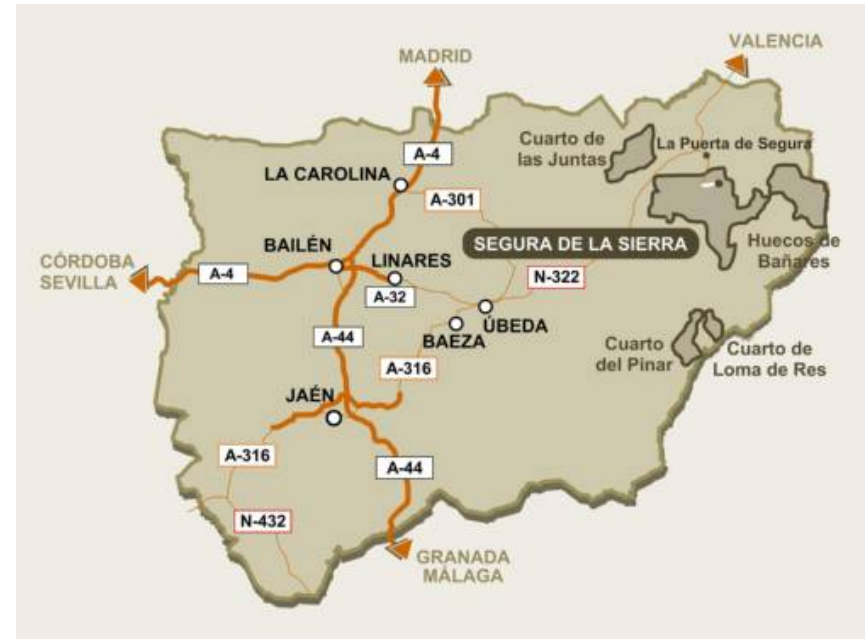 VALENCIA
MADRID
Cuarto de
las Juntas
La Puerta de Segura
A-4
LA CAROLINA
A-301
SEGURA DE LA SIERRA
Huecos de
Bañares
BAILÉN
LINARES
CÓRDOBA
SEVILLA
A-4
N-322
A-32
ÚBEDA
BAEZA
A-44
Cuarto
del Pinar
Cuarto de
Loma de Res
A-316
JAÉN
A-316
A-44
N-432
GRANADA
MÁLAGA